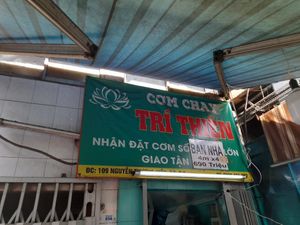 CƠM CHAY
TRÍ THIỆN
NHẬN ĐẶT CƠM SỐ LỚN
GIAO TẬN
BÁN NHÀ
4m x4
690 Triệu
ĐC: 109 NGUYỄN